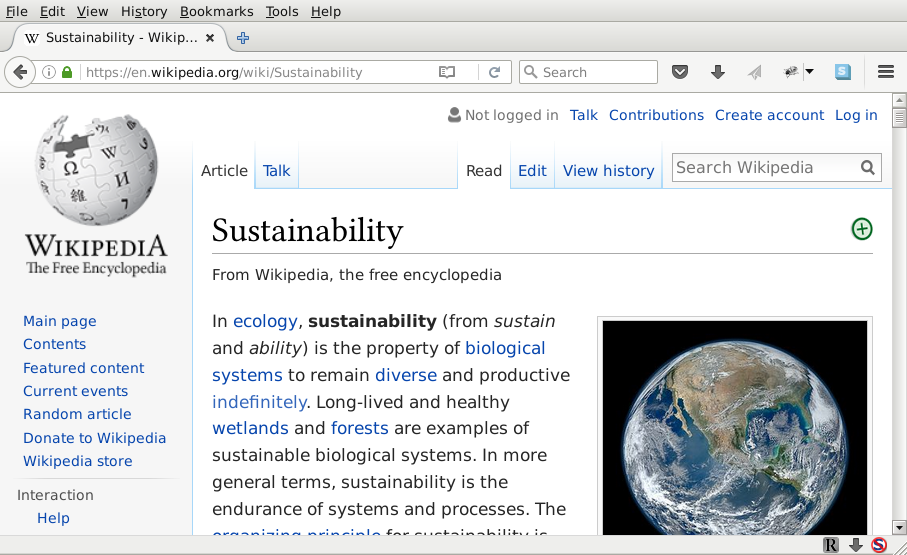 File Edit View History Bookmarks Tools Help
Sustainability - Wikip...
https://en.wikipedia.org/wiki/Sustainability
Search
Not logged in Talk Contributions Create account Log in
Article Talk Read Edit View history Search Wikipedia
WIKIPEDIA
The Free Encyclopedia
Main page
Contents
Featured content
Current events
Random article
Donate to Wikipedia
Wikipedia store
Interaction
Help
Sustainability
From Wikipedia, the free encyclopedia
In ecology, sustainability (from sustain
and ability) is the property of biological
systems to remain diverse and productive
indefinitely. Long-lived and healthy
wetlands and forests are examples of
sustainable biological systems. In more
general terms, sustainability is the
endurance of systems and processes. The
organizing principle for sustainability is